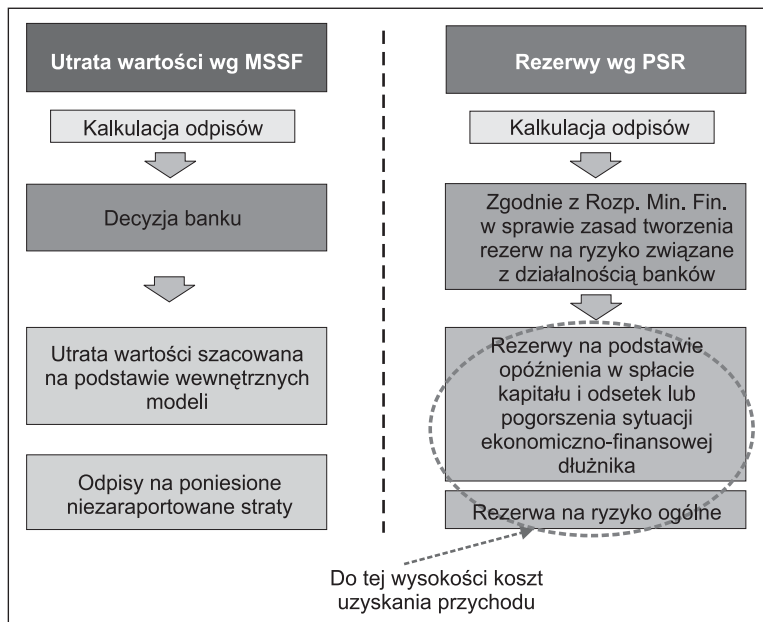 Utrata wartości wg MSSF
Kalkulacja odpisów
Decyzja banku
Utrata wartości szacowana
na podstawie wewnętrznych
modeli
Odpisy na poniesione
niezaraportowane straty
Rezerwy wg PSR
Kalkulacja odpisów
Zgodnie z Rozp. Min. Fin.
w sprawie zasad tworzenia
rezerw na ryzyko związane
z działalnością banków
Rezerwy na podstawie
opóźnienia w spłacie
kapitału i odsetek lub
pogorszenia sytuacji
ekonomiczno-finansowej
dłużnika
Rezerwa na ryzyko ogólne
Do tej wysokości koszt
uzyskania przychodu